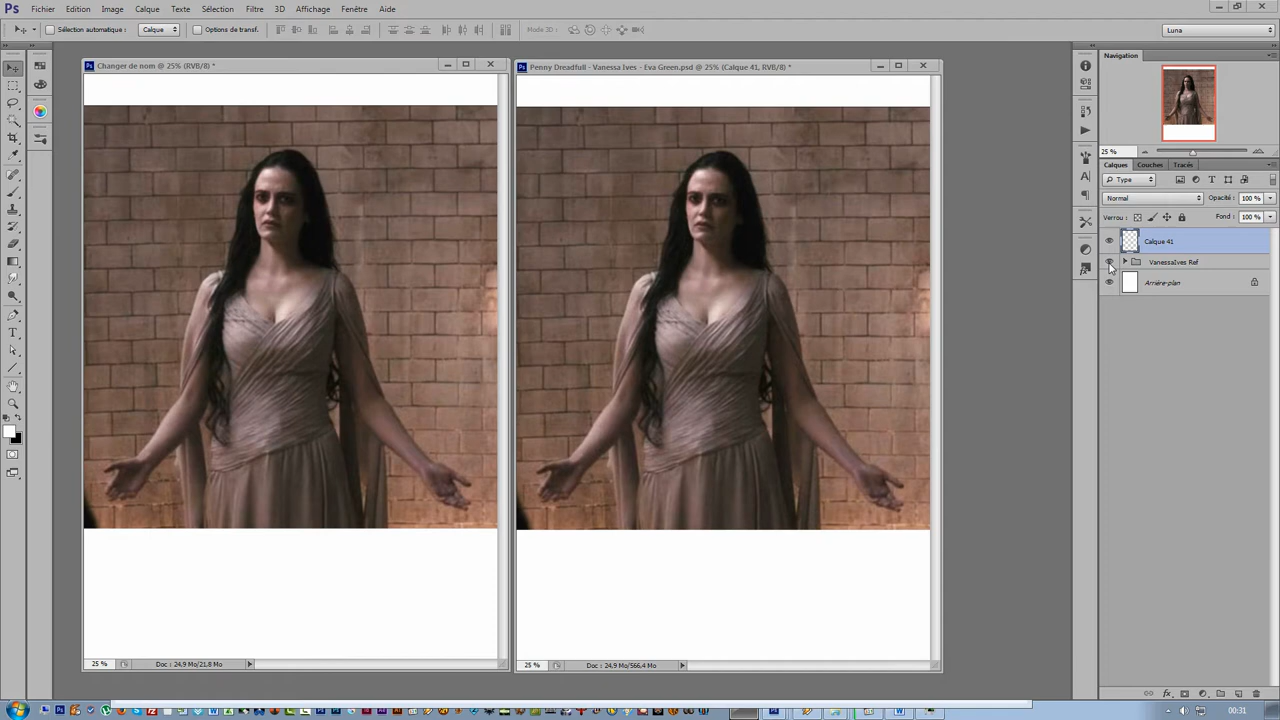 Ps Fichier Edition Image Calque Texte Sélection Filtre 3D Affichage Fenêtre Aide
Sélection automatique : Calque Options de transf. Mode 3D : Luna
Changer de nom @ 25% (RVB/8) *
Penny Dreadfull - Vanessa Ives - Eva Green.psd @ 25% (Calque 41, RVB/8) *
Navigation
25 %
Calques Couches Tracés
Type
Normal Opacité : 100 %
Verrou : Fond : 100 %
Calque 41
VanessaIves Ref
Arrière-plan
25 % Doc : 24,9 Mo/21,8 Mo
25 % Doc : 24,9 Mo/566,4 Mo
00:31